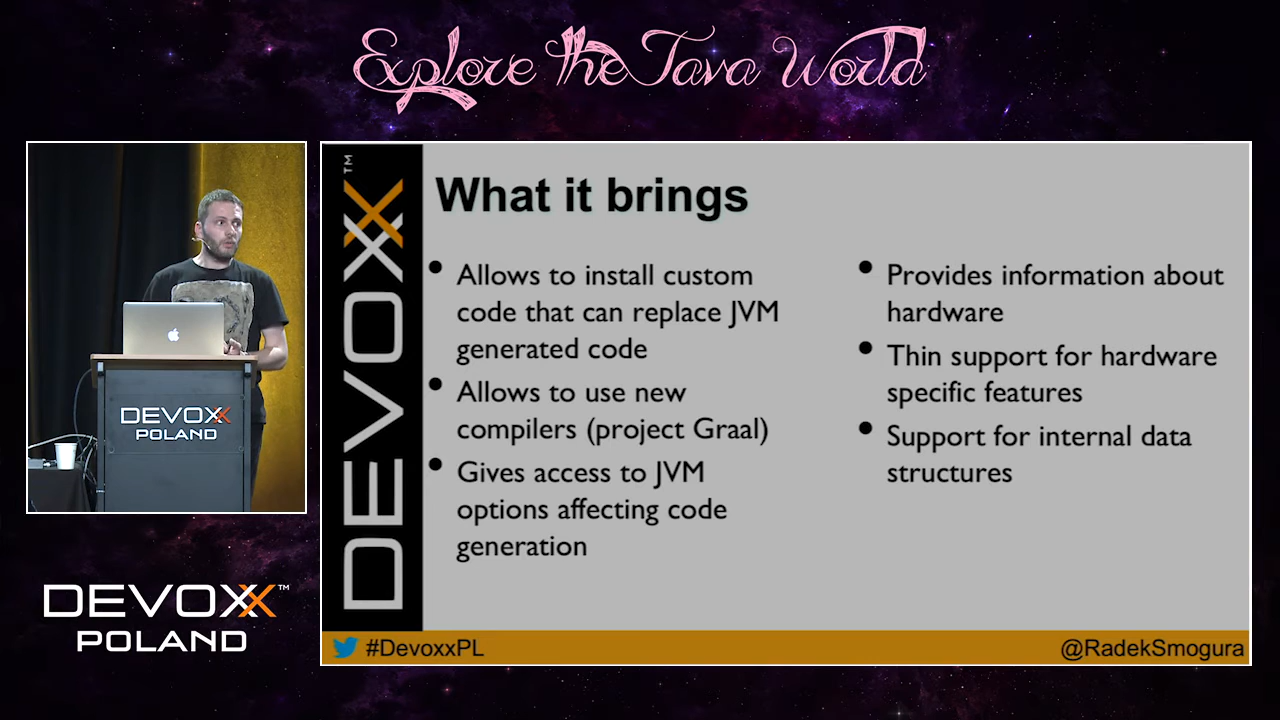 Explore the Java World
DEVOXX
POLAND
DEVOXX™
POLAND
DEVOXX™
What it brings
• Allows to install custom
code that can replace JVM
generated code
• Allows to use new
compilers (project Graal)
• Gives access to JVM
options affecting code
generation
• Provides information about
hardware
• Thin support for hardware
specific features
• Support for internal data
structures
#DevoxxPL
@RadekSmogura